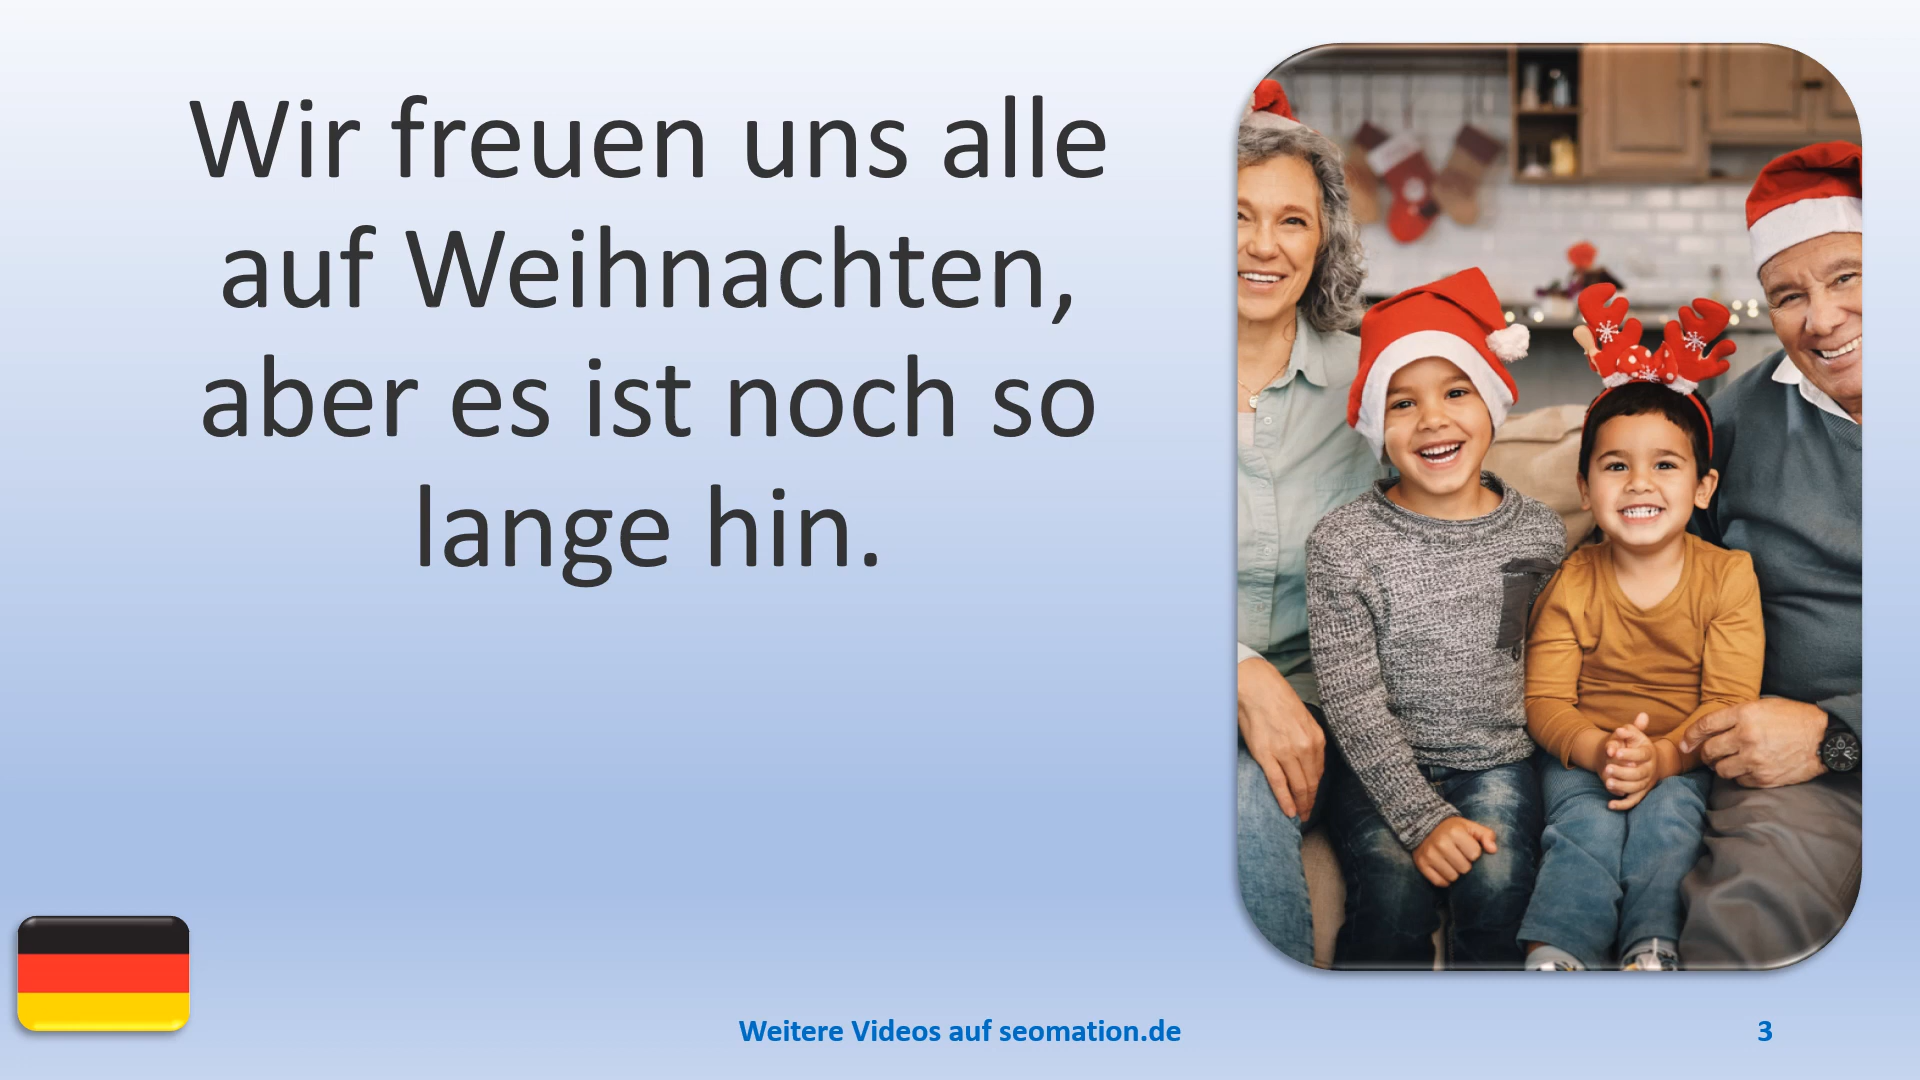 Wir freuen uns alle
auf Weihnachten,
aber es ist noch so
lange hin.
Weitere Videos auf seomation.de
3